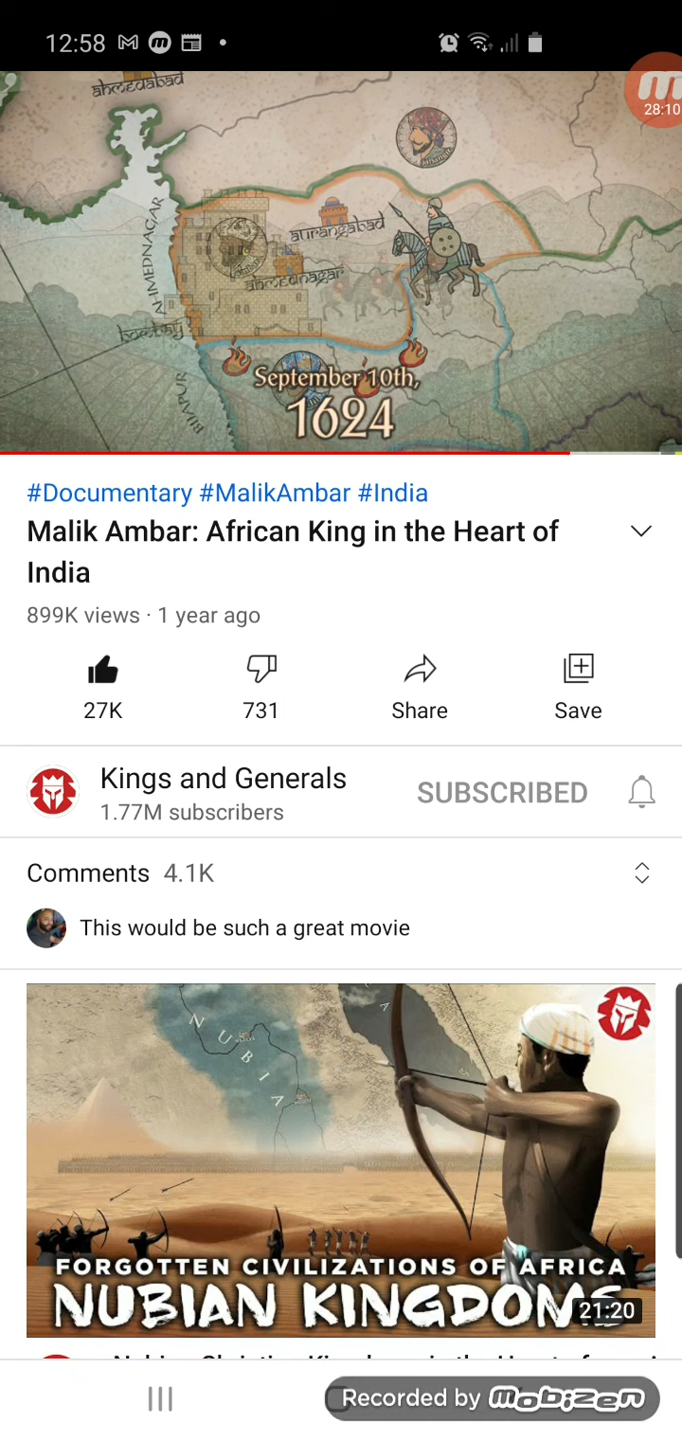 12:58
28:10
ahmedabad
AHMEDNAGAR
aurangabad
ahmednagar
bombay
BIJAPUR
September 10th,
1624
#Documentary #MalikAmbar #India
Malik Ambar: African King in the Heart of
India
899K views · 1 year ago
27K
731
Share
Save
Kings and Generals
SUBSCRIBED
1.77M subscribers
Comments 4.1K
This would be such a great movie
NUBIA
FORGOTTEN CIVILIZATIONS OF AFRICA
NUBIAN KINGDOMS
21:20
Recorded by mobizen